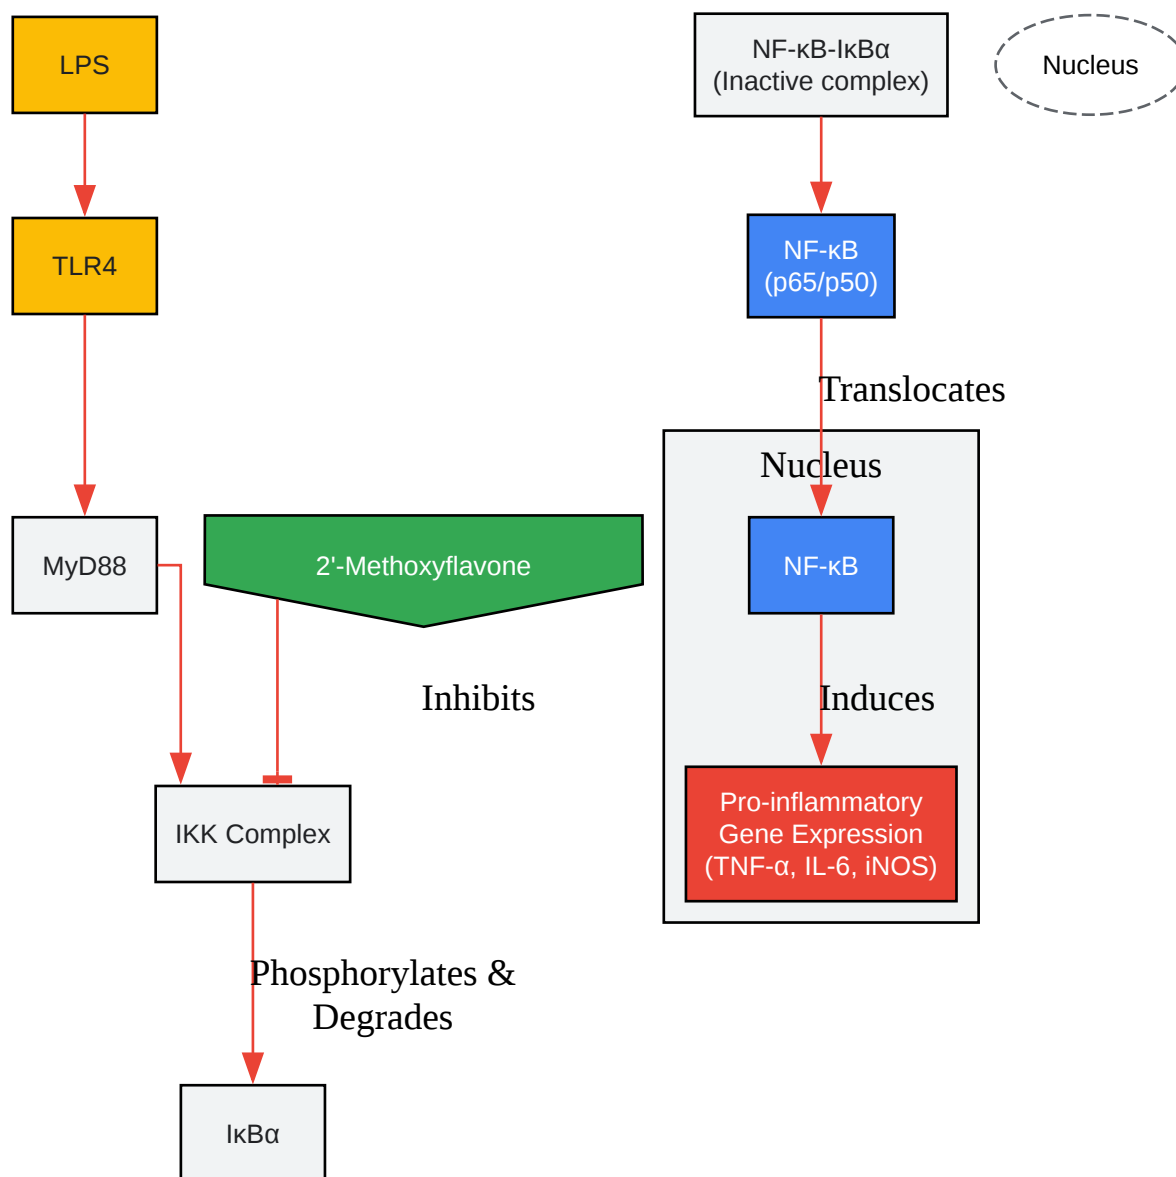 LPS
NF-κB-IκBα
(Inactive complex)
Nucleus
TLR4
NF-κB
(p65/p50)
Translocates
Nucleus
MyD88
2'-Methoxyflavone
NF-κB
Inhibits
Induces
IKK Complex
Pro-inflammatory
Gene Expression
(TNF-α, IL-6, iNOS)
Phosphorylates &
Degrades
IκBα